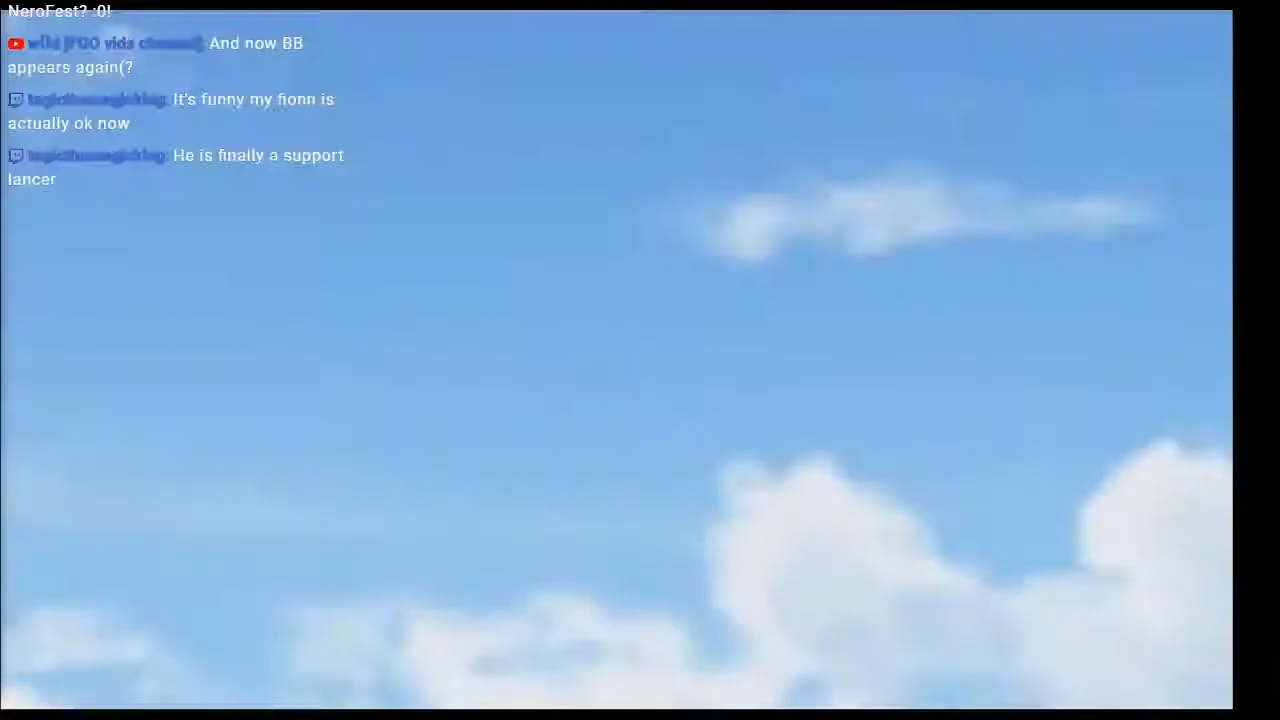 NeroFest? :0!
And now BB
appears again(?
It's funny my fionn is
actually ok now
He is finally a support
lancer